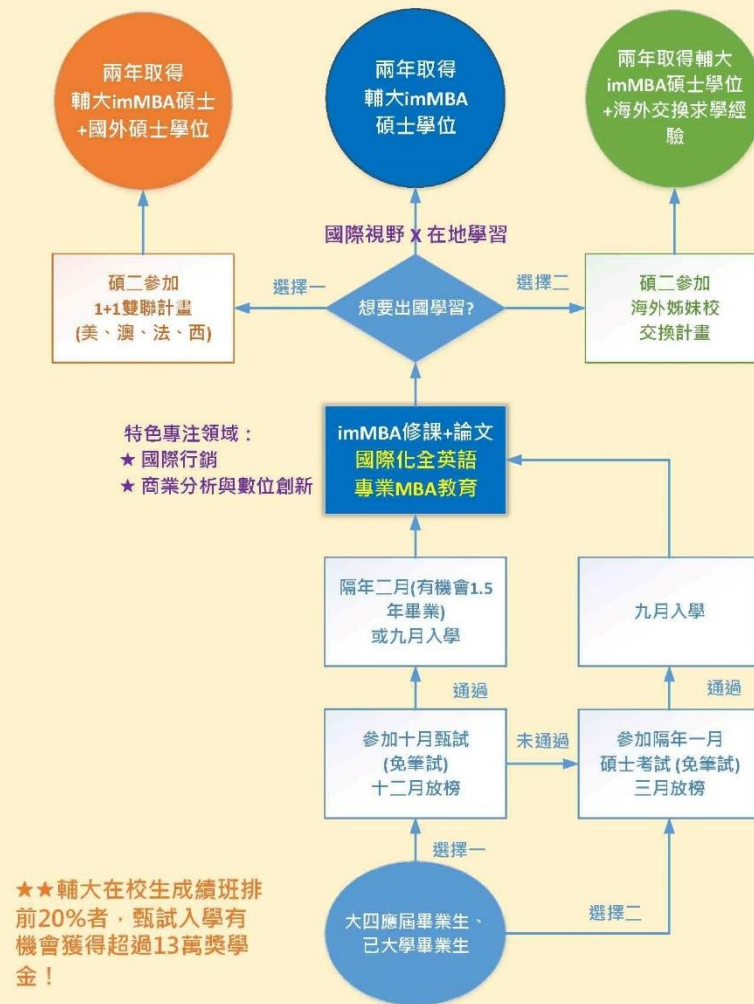 兩年取得
輔大imMBA碩士
+國外碩士學位
兩年取得
輔大imMBA
碩士學位
兩年取得輔大
imMBA碩士學位
+海外交換求學經
驗
國際視野 X 在地學習
碩二參加
1+1雙聯計畫
(美、澳、法、西)
選擇一
想要出國學習?
選擇二
碩二參加
海外姊妹校
交換計畫
特色專注領域：
★ 國際行銷
★ 商業分析與數位創新
imMBA修課+論文
國際化全英語
專業MBA教育
隔年二月(有機會1.5
年畢業)
或九月入學
九月入學
通過
通過
參加十月甄試
(免筆試)
十二月放榜
未通過
參加隔年一月
碩士考試 (免筆試)
三月放榜
選擇一
大四應屆畢業生、
已大學畢業生
選擇二
★★輔大在校生成績班排
前20%者，甄試入學有
機會獲得超過13萬獎學
金！